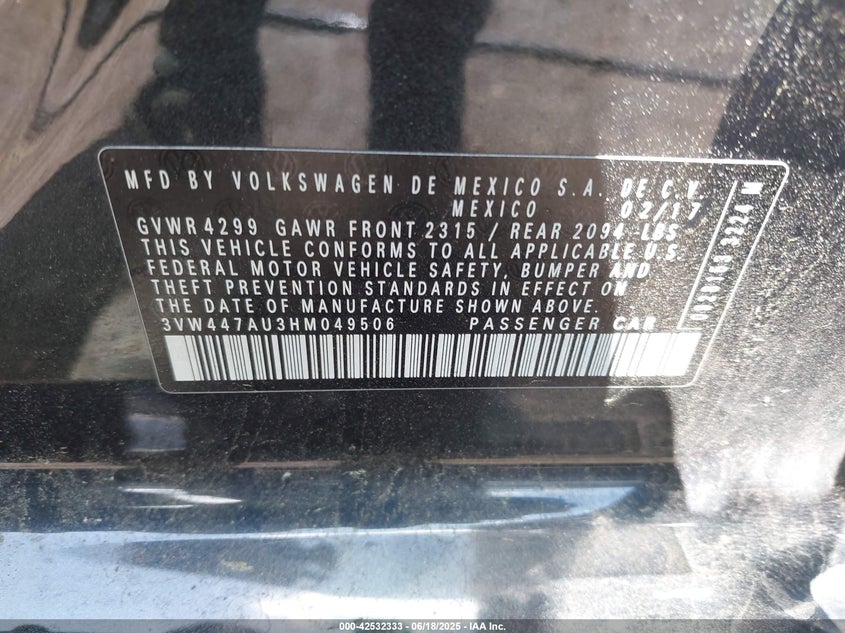 MFD BY VOLKSWAGEN DE MEXICO S.A. DE C.V.
MEXICO 02/17
GVWR 4299 GAWR FRONT 2315 / REAR 2094 LBS
THIS VEHICLE CONFORMS TO ALL APPLICABLE U.S.
FEDERAL MOTOR VEHICLE SAFETY, BUMPER AND
THEFT PREVENTION STANDARDS IN EFFECT ON
THE DATE OF MANUFACTURE SHOWN ABOVE.
3VW447AU3HM049506 PASSENGER CAR
000-42532333 - 06/18/2025 - IAA Inc.